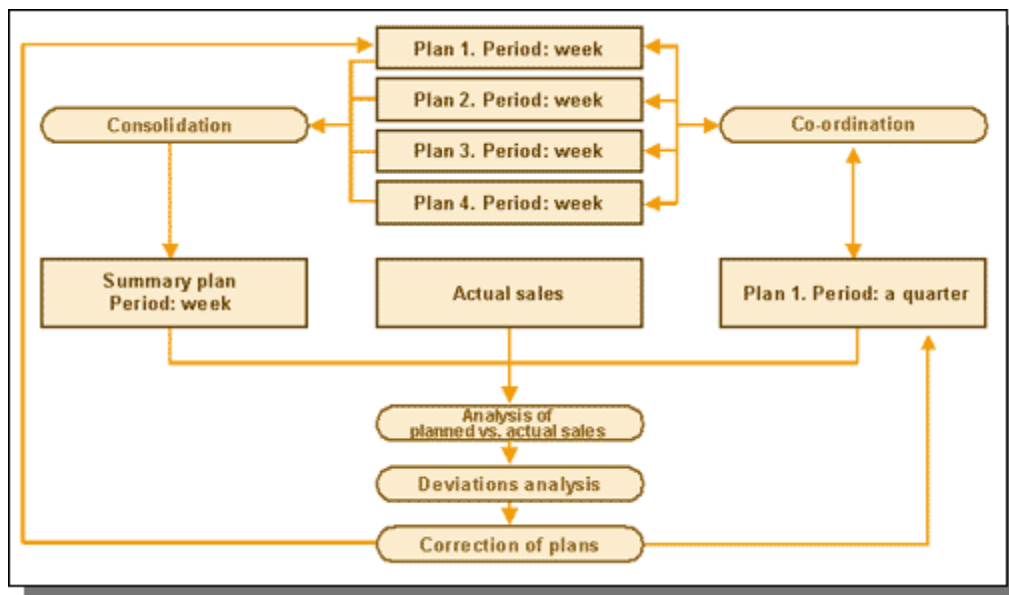 Plan 1. Period: week
Plan 2. Period: week
Consolidation
Co-ordination
Plan 3. Period: week
Plan 4. Period: week
Summary plan
Period: week
Actual sales
Plan 1. Period: a quarter
Analysis of
planned vs. actual sales
Deviations analysis
Correction of plans